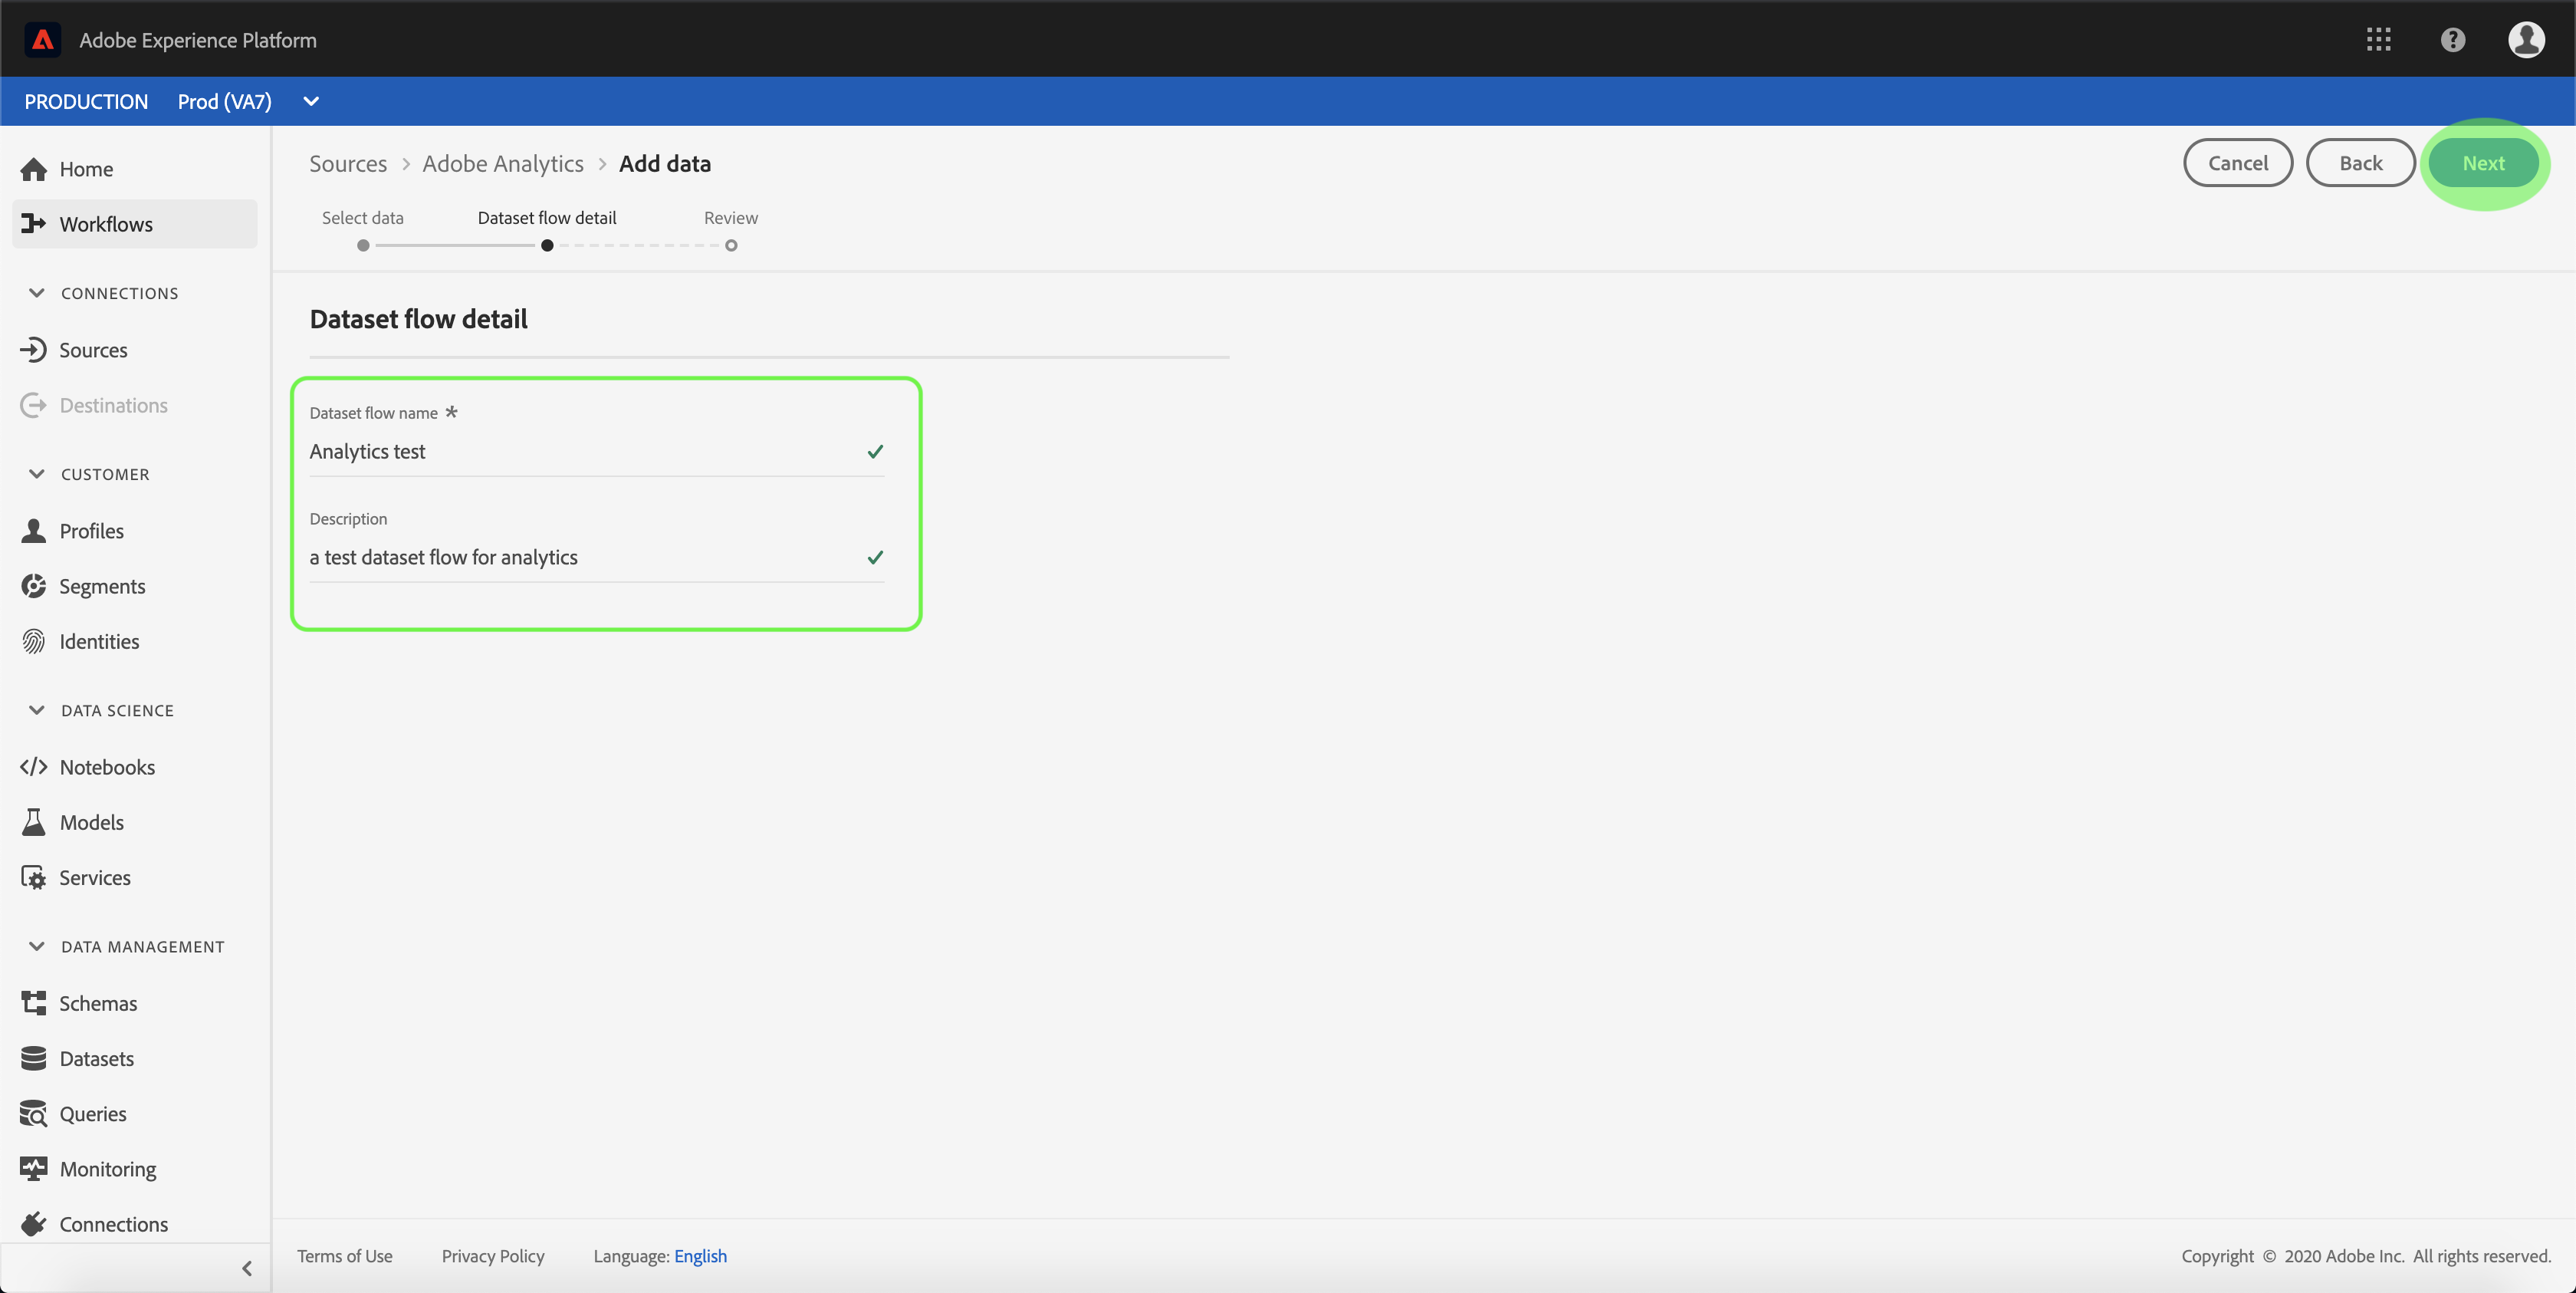 Adobe Experience Platform
PRODUCTION Prod (VA7)
Home
Workflows
CONNECTIONS
Sources
Destinations
CUSTOMER
Profiles
Segments
Identities
DATA SCIENCE
Notebooks
Models
Services
DATA MANAGEMENT
Schemas
Datasets
Queries
Monitoring
Connections
Sources > Adobe Analytics > Add data
Cancel Back Next
Select data Dataset flow detail Review
Dataset flow detail
Dataset flow name *
Analytics test
Description
a test dataset flow for analytics
Terms of Use Privacy Policy Language: English Copyright © 2020 Adobe Inc. All rights reserved.